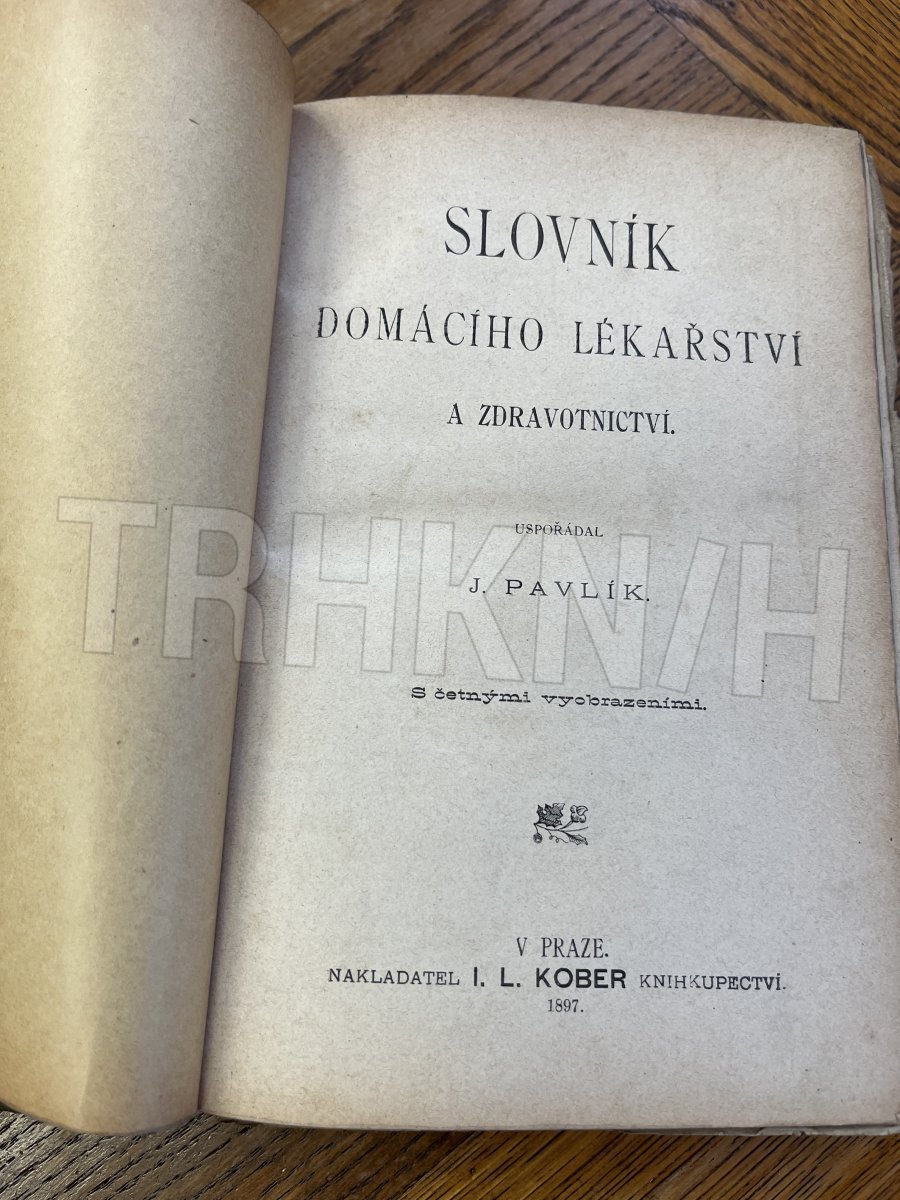 SLOVNÍK
DOMÁCÍHO LÉKAŘSTVÍ
A ZDRAVOTNICTVÍ.
USPOŘÁDAL
J. PAVLÍK.
TRHKNIH
S četnými vyobrazeními.
V PRAZE.
NAKLADATEL I. L. KOBER KNIHKUPECTVÍ.
1897.